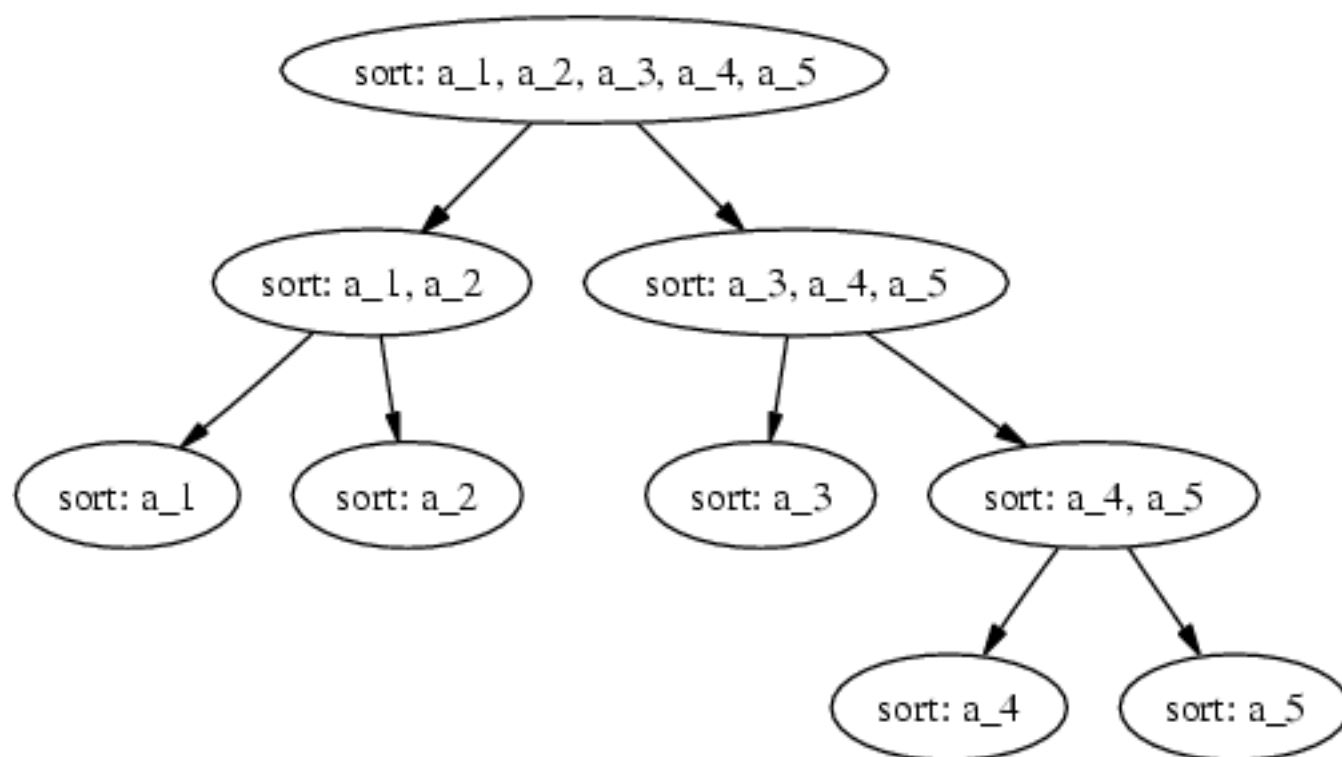 sort: a_1, a_2, a_3, a_4, a_5
sort: a_1, a_2
sort: a_3, a_4, a_5
sort: a_1
sort: a_2
sort: a_3
sort: a_4, a_5
sort: a_4
sort: a_5